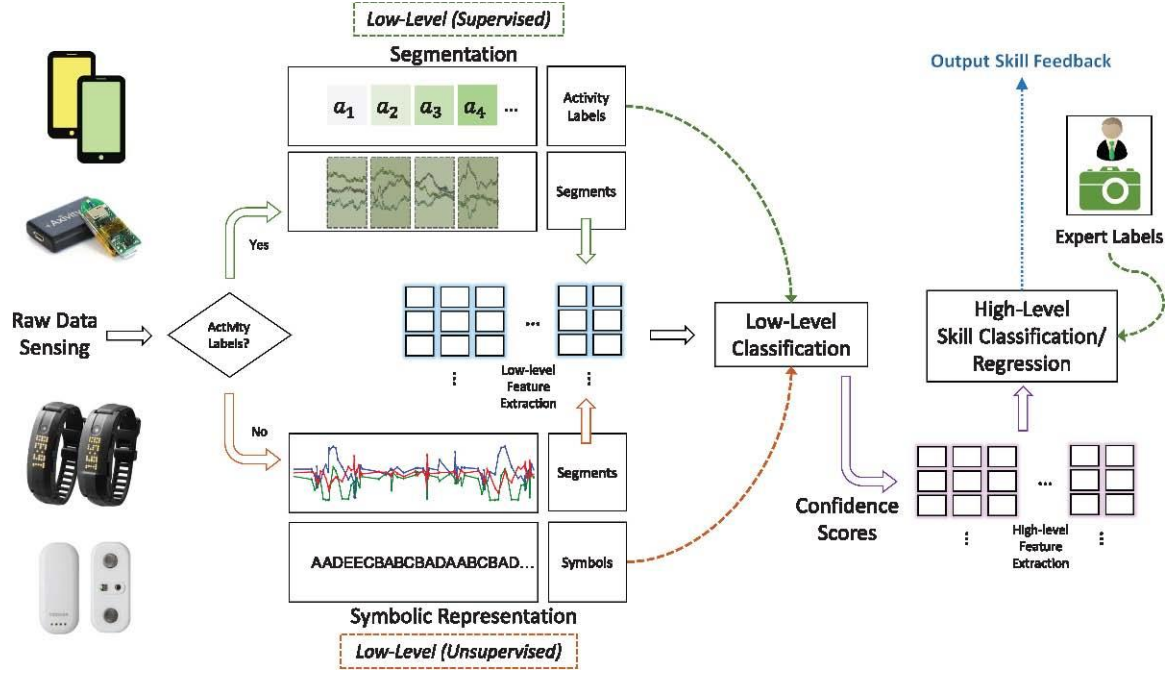 Low-Level (Supervised)
Segmentation
a1 a2 a3 a4 ...
Activity
Labels
Segments
Axivity
Yes
Raw Data
Sensing
Activity
Labels?
...
Low-level
Feature
Extraction
No
Segments
AADEECBABCBADAABCBAD...
Symbols
Symbolic Representation
Low-Level (Unsupervised)
Low-Level
Classification
Confidence
Scores
...
High-level
Feature
Extraction
High-Level
Skill Classification/
Regression
Output Skill Feedback
Expert Labels